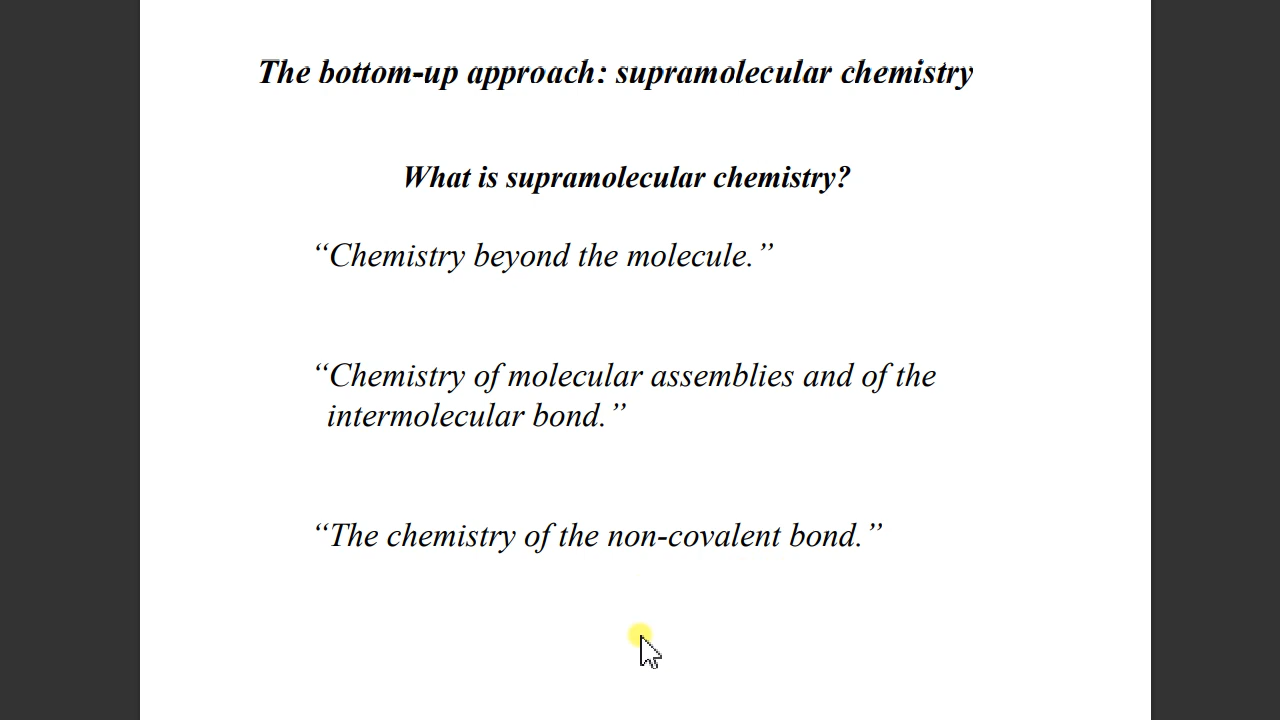 The bottom-up approach: supramolecular chemistry
What is supramolecular chemistry?
“Chemistry beyond the molecule.”
“Chemistry of molecular assemblies and of the
intermolecular bond.”
“The chemistry of the non-covalent bond.”